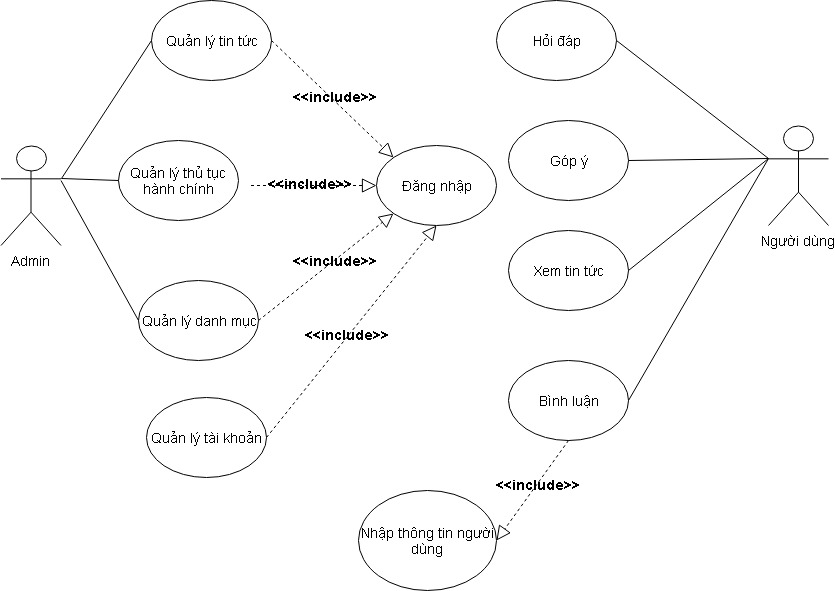 Quản lý tin tức
Hỏi đáp
<<include>>
Góp ý
Quản lý thủ tục
hành chính
<<include>>
Đăng nhập
Admin
Người dùng
<<include>>
Xem tin tức
Quản lý danh mục
<<include>>
Bình luận
Quản lý tài khoản
<<include>>
Nhập thông tin người
dùng